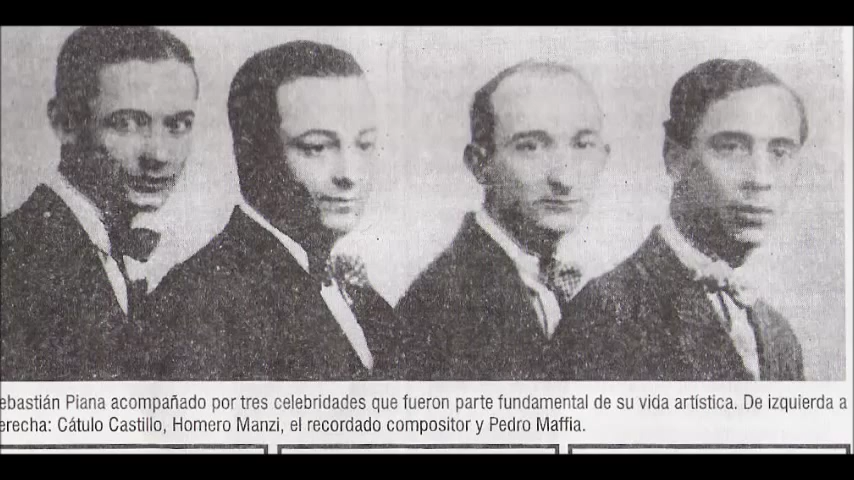 ebastián Piana acompañado por tres celebridades que fueron parte fundamental de su vida artística. De izquierda a
erecha: Cátulo Castillo, Homero Manzi, el recordado compositor y Pedro Maffia.